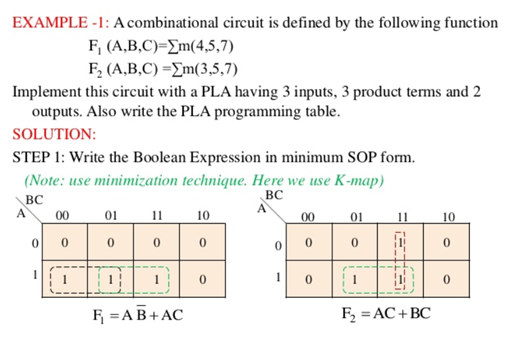 EXAMPLE -1: A combinational circuit is defined by the following function
F₁ (A,B,C)=∑m(4,5,7)
F₂ (A,B,C) =∑m(3,5,7)
Implement this circuit with a PLA having 3 inputs, 3 product terms and 2
outputs. Also write the PLA programming table.
SOLUTION:
STEP 1: Write the Boolean Expression in minimum SOP form.
(Note: use minimization technique. Here we use K-map)
BC
A 00 01 11 10
0 0 0 0 0
1 1 1 1 0
F₁ = A B̅ + AC
BC
A 00 01 11 10
0 0 0 1 0
1 0 1 1 0
F₂ = AC + BC